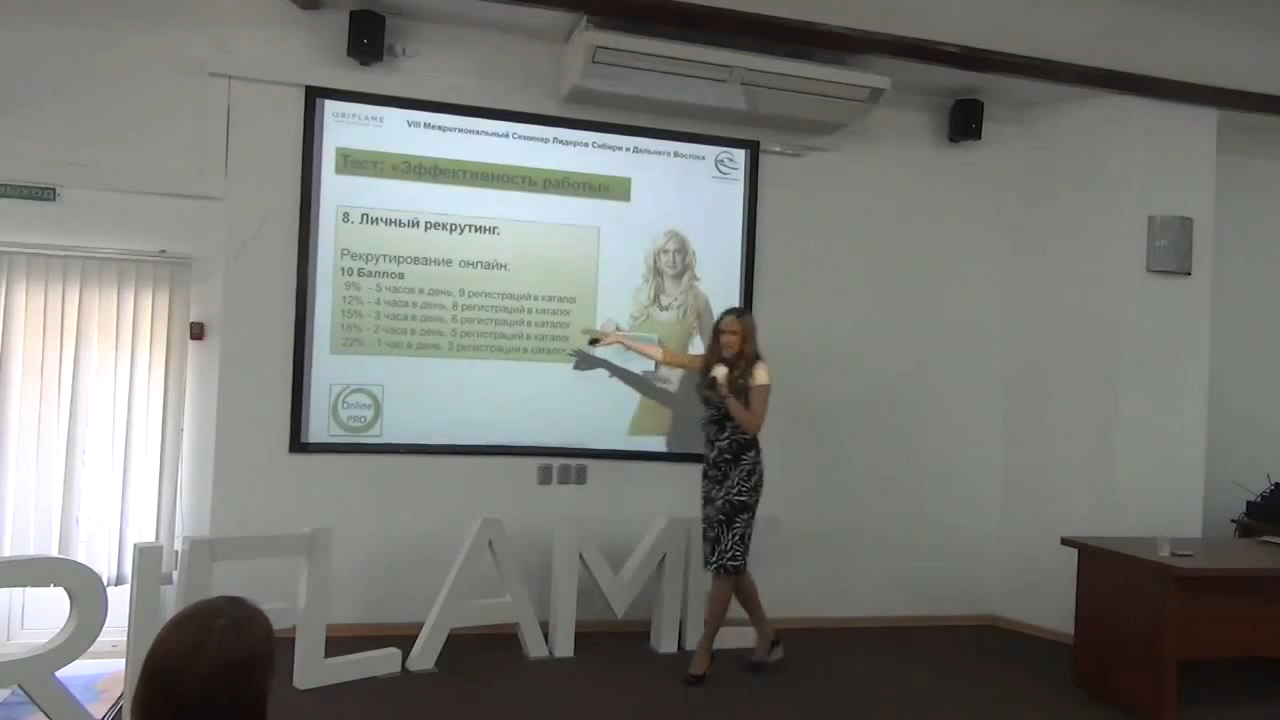 ORIFLAME
VIII Межрегиональный Семинар Лидеров Сибири и Дальнего Востока
Тест: «Эффективность работы»
8. Личный рекрутинг.
Рекрутирование онлайн:
10 Баллов
9% - 5 часов в день, 9 регистраций в каталог
12% - 4 часа в день, 8 регистраций в каталог
15% - 3 часа в день, 6 регистраций в каталог
18% - 2 часа в день, 5 регистраций в каталог
22% - 1 час в день, 3 регистрации в каталог
Online
PRO
ВЫХОД
RIFLAME